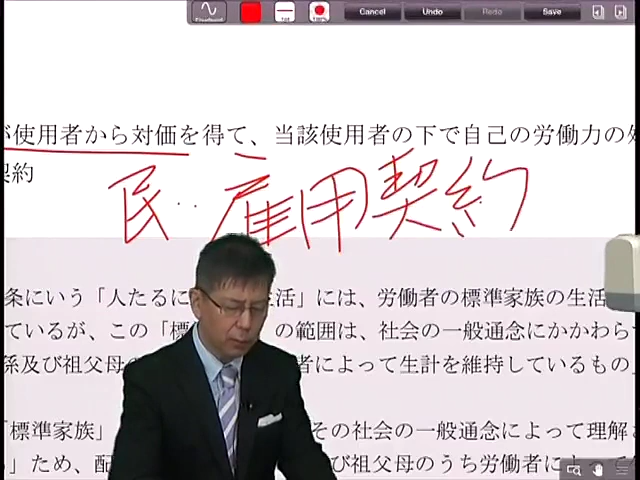 Cancel Undo Redo Save
1pt 100%
使用者から対価を得て、当該使用者の下で自己の労働力の
契約
民‥雇用契約
条にいう「人たるに 生活」には、労働者の標準家族の生活
ているが、この「標 の範囲は、社会の一般通念にかかわら
係及び祖父母の 者によって生計を維持しているもの
「標準家族」 その社会の一般通念によって理解
」ため、配 び祖父母のうち労働者によって